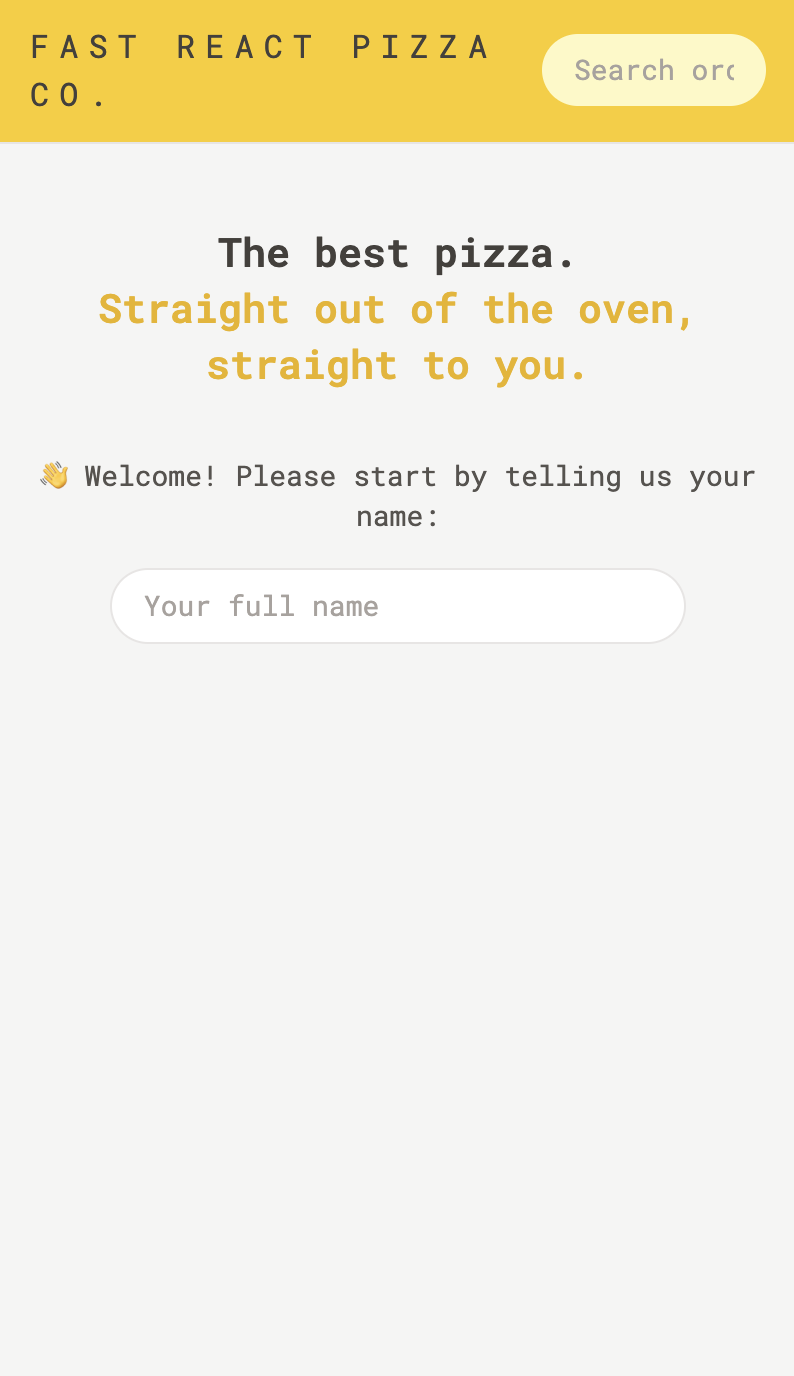 FAST REACT PIZZA
CO.
Search
The best pizza.
Straight out of the oven,
straight to you.
👋 Welcome! Please start by telling us your
name:
Your full name